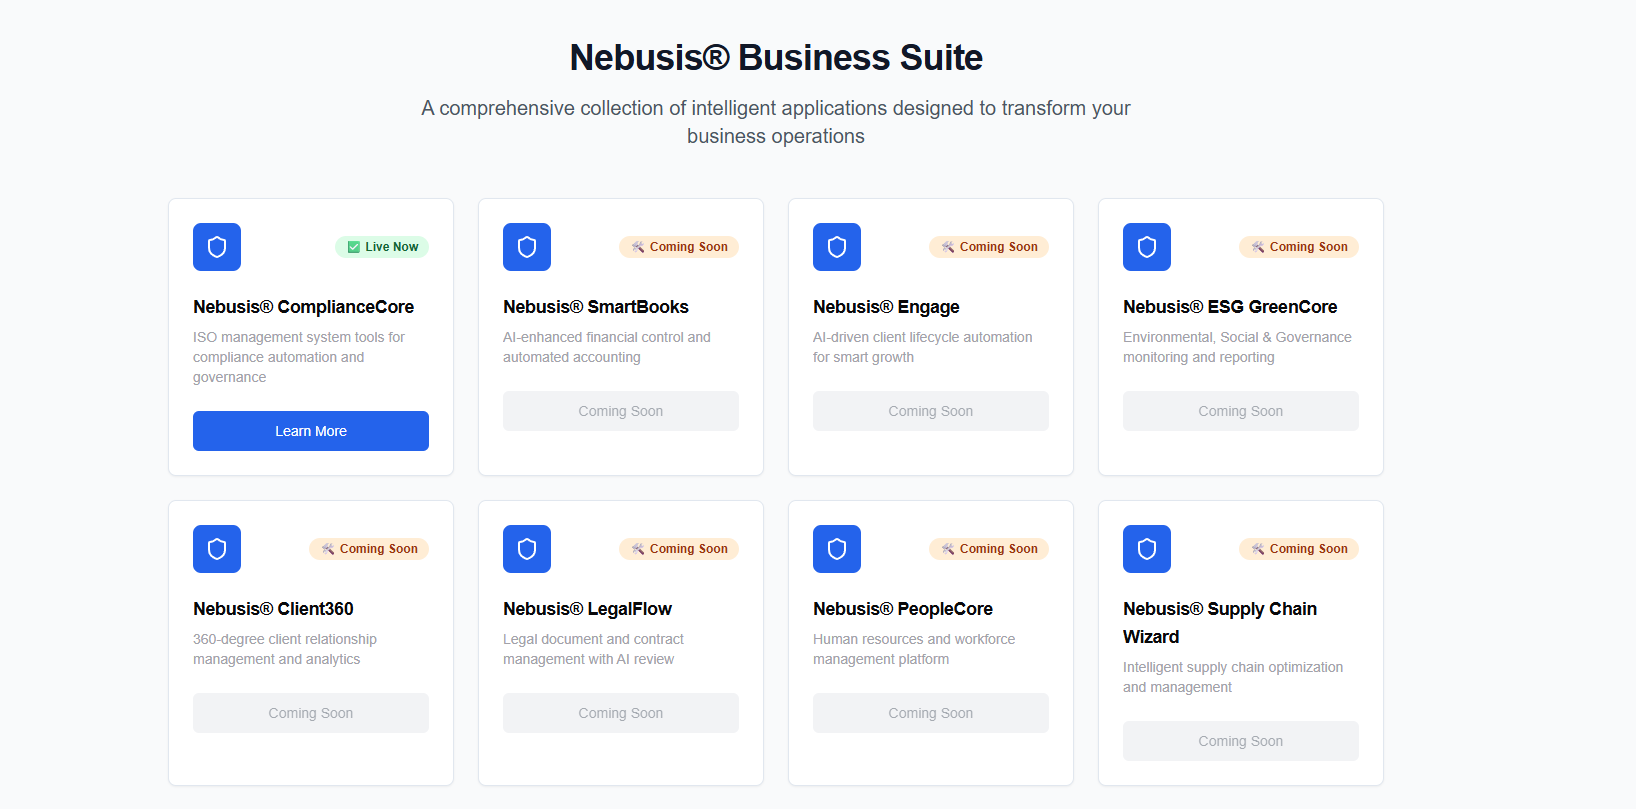 Nebusis® Business Suite
A comprehensive collection of intelligent applications designed to transform your
business operations
✅ Live Now
Nebusis® ComplianceCore
ISO management system tools for
compliance automation and
governance
Learn More
🛠 Coming Soon
Nebusis® SmartBooks
AI-enhanced financial control and
automated accounting
Coming Soon
🛠 Coming Soon
Nebusis® Engage
AI-driven client lifecycle automation
for smart growth
Coming Soon
🛠 Coming Soon
Nebusis® ESG GreenCore
Environmental, Social & Governance
monitoring and reporting
Coming Soon
🛠 Coming Soon
Nebusis® Client360
360-degree client relationship
management and analytics
Coming Soon
🛠 Coming Soon
Nebusis® LegalFlow
Legal document and contract
management with AI review
Coming Soon
🛠 Coming Soon
Nebusis® PeopleCore
Human resources and workforce
management platform
Coming Soon
🛠 Coming Soon
Nebusis® Supply Chain
Wizard
Intelligent supply chain optimization
and management
Coming Soon